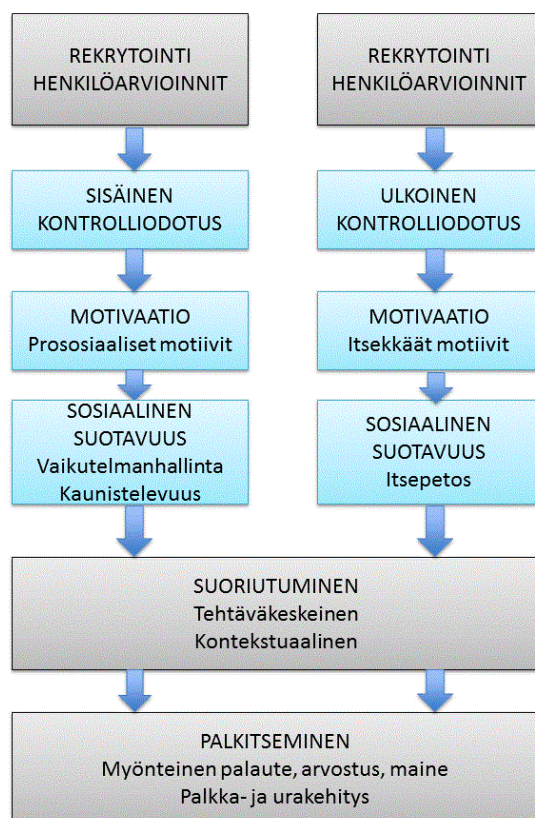 REKRYTOINTI
HENKILÖARVIOINNIT
SISÄINEN
KONTROLLIODOTUS
MOTIVAATIO
Prososiaaliset motiivit
SOSIAALINEN
SUOTAVUUS
Vaikutelmanhallinta
Kaunistelevuus
REKRYTOINTI
HENKILÖARVIOINNIT
ULKOINEN
KONTROLLIODOTUS
MOTIVAATIO
Itsekkäät motiivit
SOSIAALINEN
SUOTAVUUS
Itsepetos
SUORIUTUMINEN
Tehtäväkeskeinen
Kontekstuaalinen
PALKITSEMINEN
Myönteinen palaute, arvostus, maine
Palkka- ja urakehitys